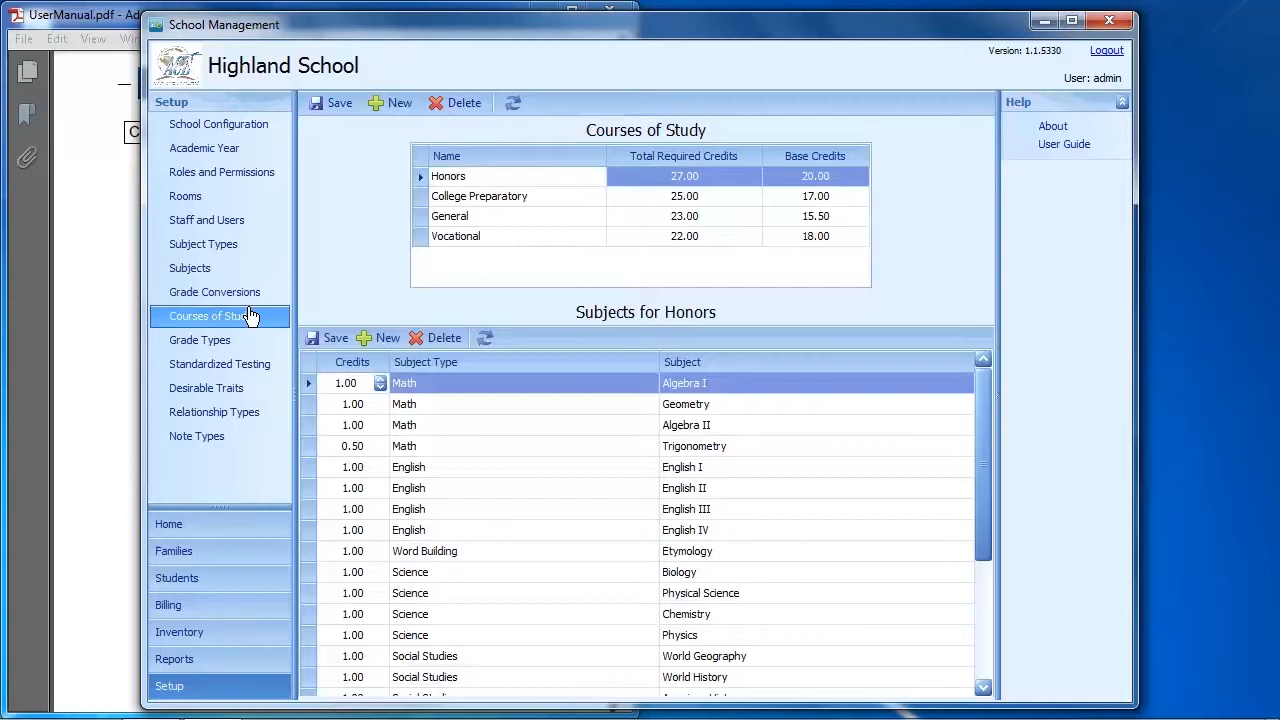 UserManual.pdf - Ad
School Management
File Edit View
Highland School
Version: 1.1.5330 Logout
User: admin
Setup
School Configuration
Academic Year
Roles and Permissions
Rooms
Staff and Users
Subject Types
Subjects
Grade Conversions
Courses of
Grade Types
Standardized Testing
Desirable Traits
Relationship Types
Note Types
Home
Families
Students
Billing
Inventory
Reports
Setup
Save New Delete
Courses of Study
Name Total Required Credits Base Credits
Honors 27.00 20.00
College Preparatory 25.00 17.00
General 23.00 15.50
Vocational 22.00 18.00
Subjects for Honors
Save New Delete
Credits Subject Type Subject
1.00 Math Algebra I
1.00 Math Geometry
1.00 Math Algebra II
0.50 Math Trigonometry
1.00 English English I
1.00 English English II
1.00 English English III
1.00 English English IV
1.00 Word Building Etymology
1.00 Science Biology
1.00 Science Physical Science
1.00 Science Chemistry
1.00 Science Physics
1.00 Social Studies World Geography
1.00 Social Studies World History
Help
About
User Guide